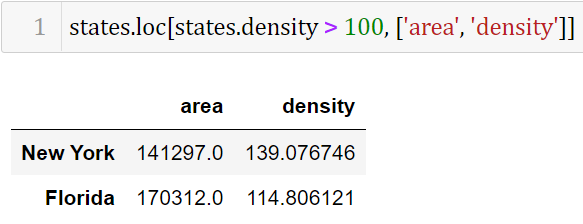 1 states.loc[states.density > 100, ['area', 'density']]
area density
New York 141297.0 139.076746
Florida 170312.0 114.806121